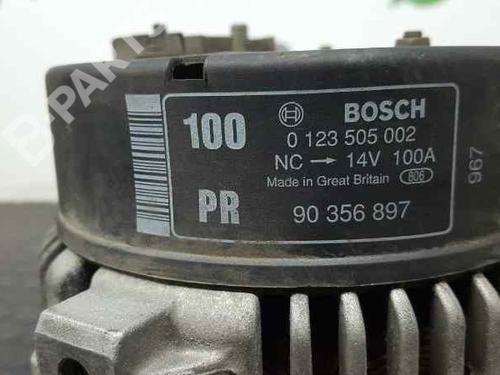 B-PARTS
100
PR
BOSCH
0 123 505 002
NC → 14V 100A
Made in Great Britain 806
90 356 897
967